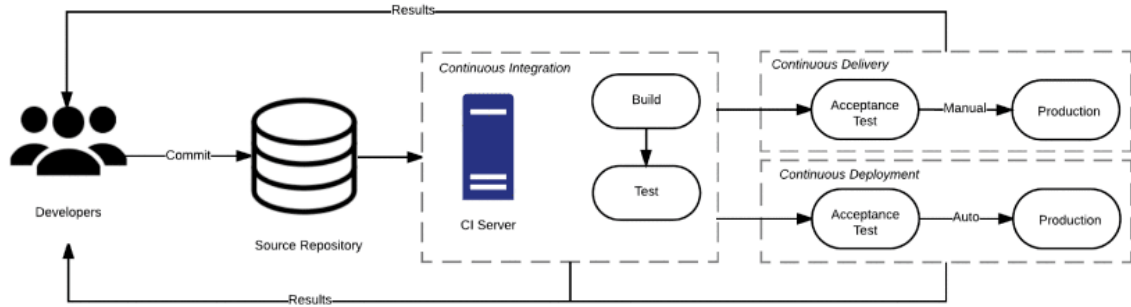 Results
Continuous Integration
Continuous Delivery
Build
Acceptance
Test
Manual
Production
Commit
Continuous Deployment
Test
Developers
CI Server
Acceptance
Test
Auto
Production
Source Repository
Results